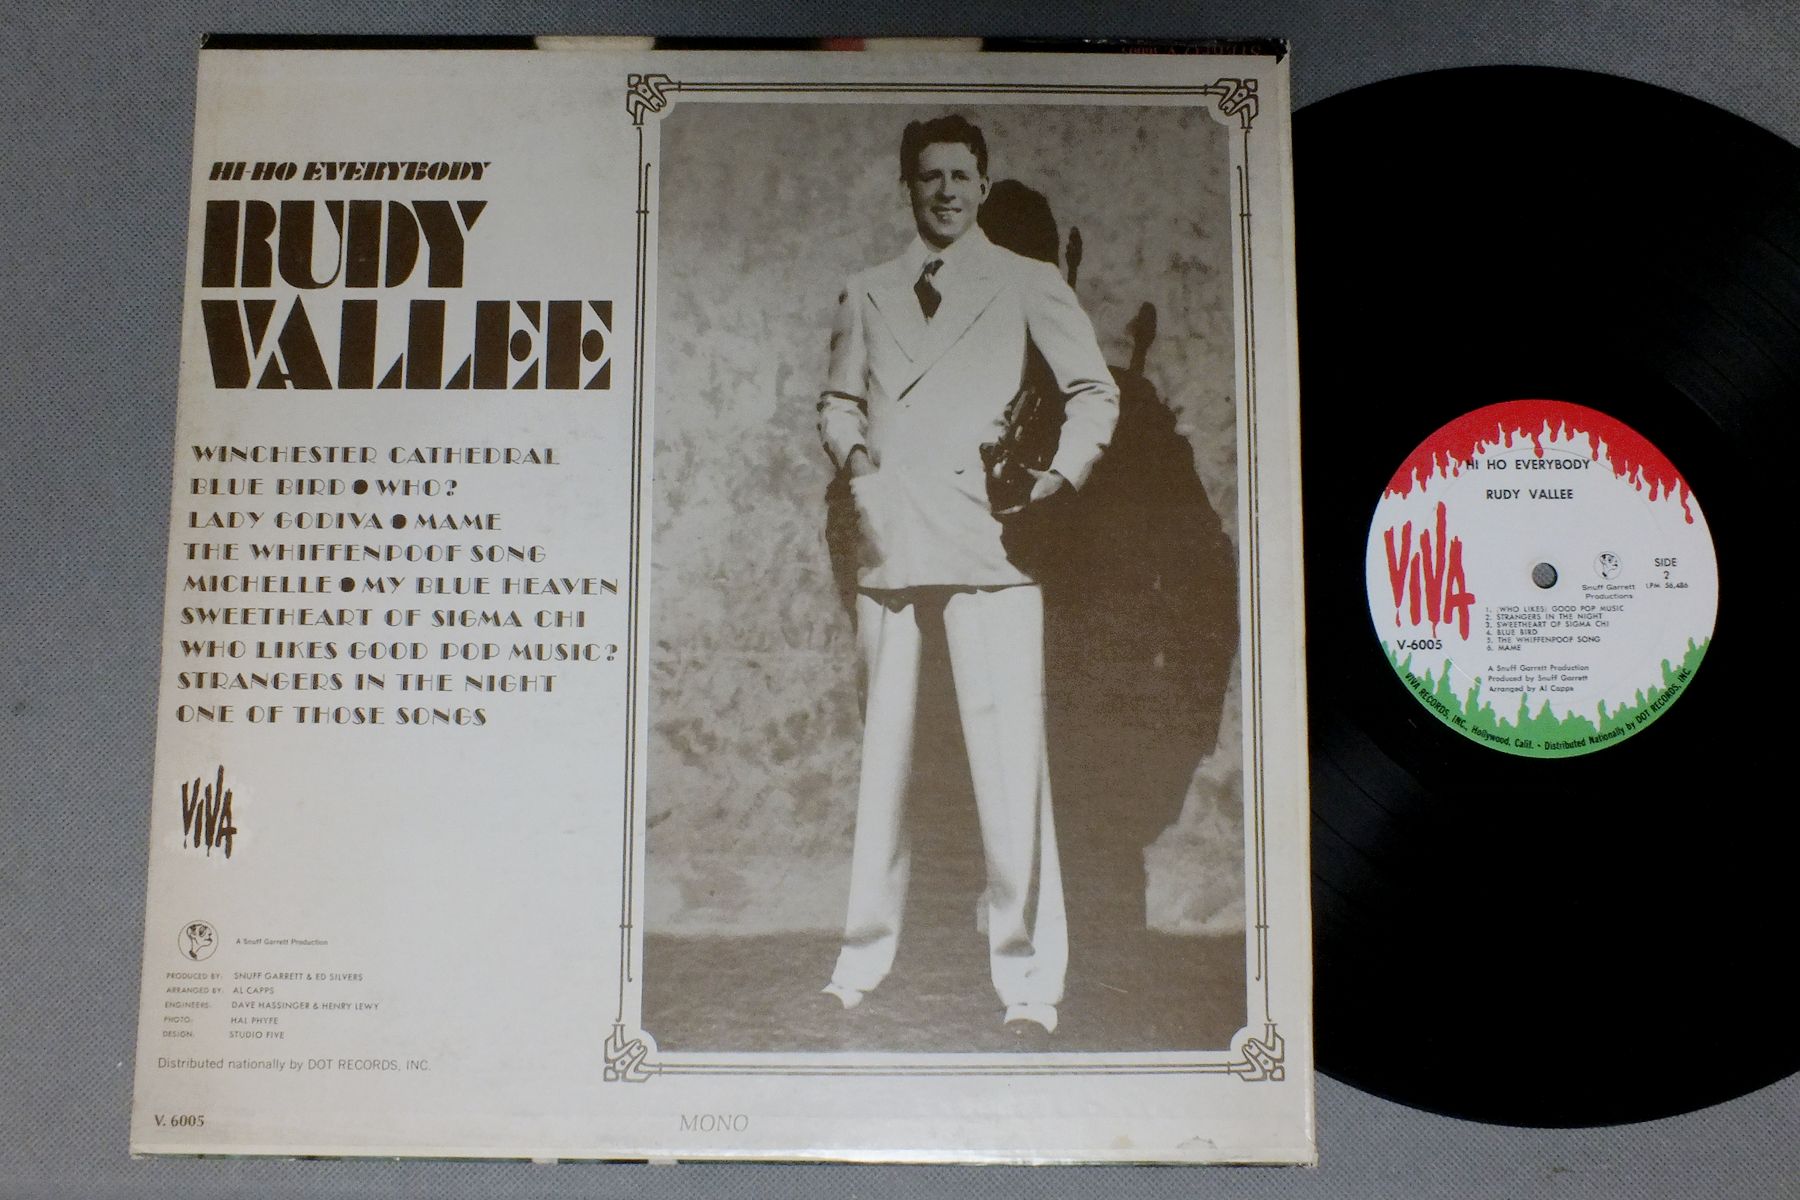 HI-HO EVERYBODY
RUDY
VALLEE
WINCHESTER CATHEDRAL
BLUE BIRD ● WHO?
LADY GODIVA ● MAME
THE WHIFFENPOOF SONG
MICHELLE ● MY BLUE HEAVEN
SWEETHEART OF SIGMA CHI
WHO LIKES GOOD POP MUSIC?
STRANGERS IN THE NIGHT
ONE OF THOSE SONGS
VIVA
A Snuff Garrett Production
PRODUCED BY: SNUFF GARRETT & ED SILVERS
ARRANGED BY: AL CAPPS
ENGINEERS: DAVE HASSINGER & HENRY LEWY
PHOTO: HAL PHYFE
DESIGN: STUDIO FIVE
Distributed nationally by DOT RECORDS, INC.
V. 6005
MONO
HI HO EVERYBODY
RUDY VALLEE
VIVA
Snuff Garrett
Productions
SIDE
2
LPM 56,486
1. (WHO LIKES) GOOD POP MUSIC
2. STRANGERS IN THE NIGHT
3. SWEETHEART OF SIGMA CHI
4. BLUE BIRD
5. THE WHIFFENPOOF SONG
6. MAME
V-6005
A Snuff Garrett Production
Produced by Snuff Garrett
Arranged by Al Capps
VIVA RECORDS, INC., Hollywood, Calif. • Distributed Nationally by DOT RECORDS, INC.